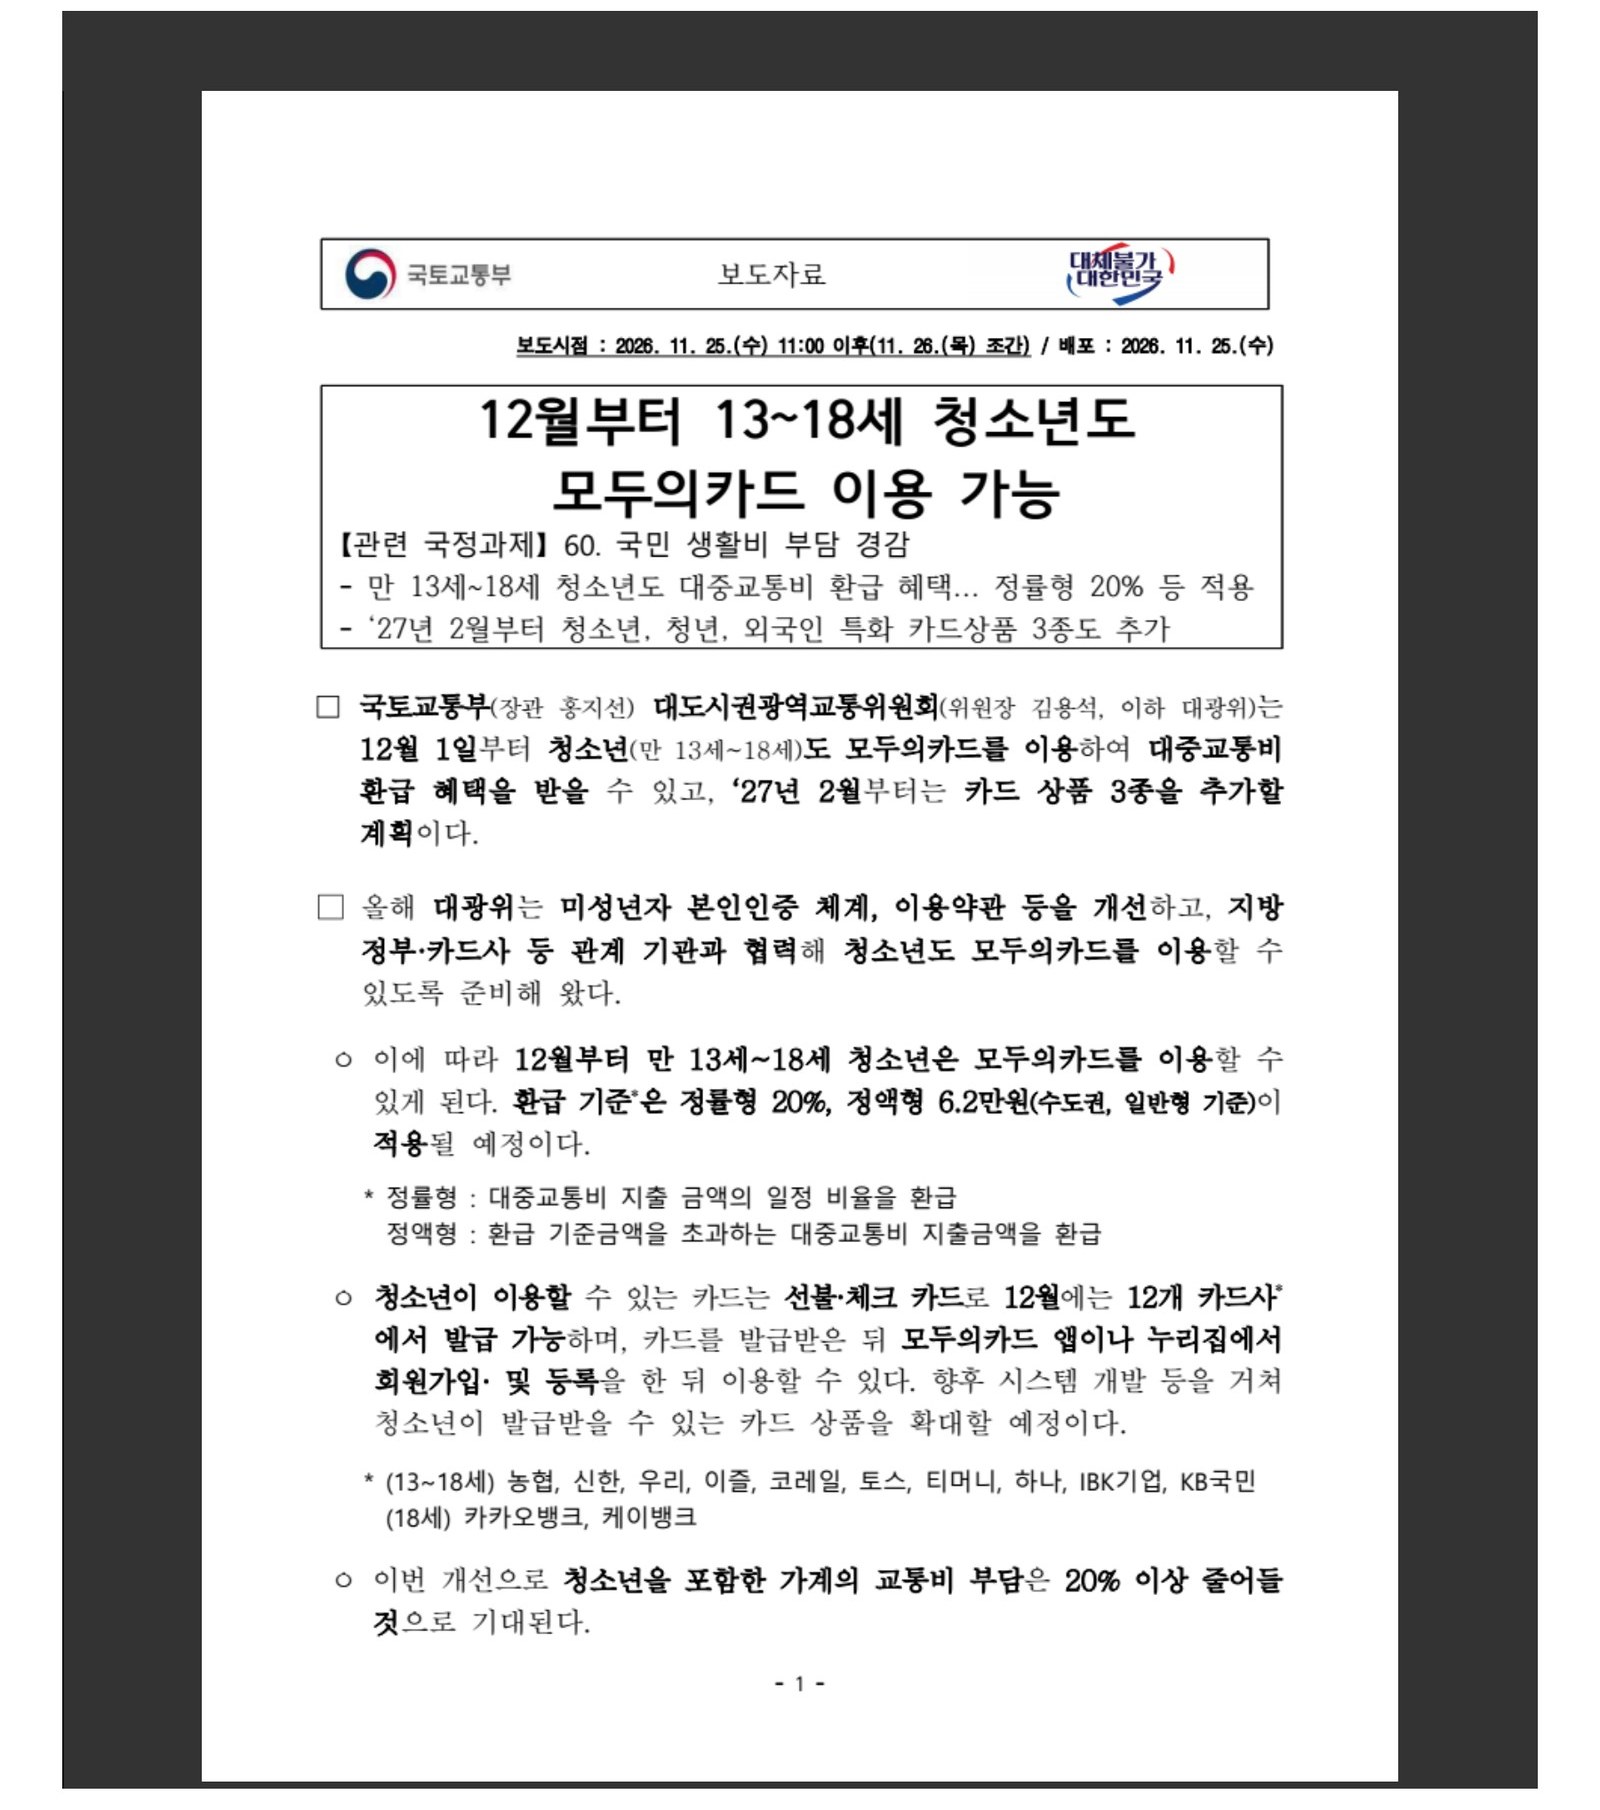 국토교통부
보도자료
대체불가
대한민국
보도시점 : 2026. 11. 25.(수) 11:00 이후(11. 26.(목) 조간) / 배포 : 2026. 11. 25.(수)
12월부터 13~18세 청소년도
모두의카드 이용 가능
【관련 국정과제】 60. 국민 생활비 부담 경감
- 만 13세~18세 청소년도 대중교통비 환급 혜택… 정률형 20% 등 적용
- ‘27년 2월부터 청소년, 청년, 외국인 특화 카드상품 3종도 추가
□ 국토교통부(장관 홍지선) 대도시권광역교통위원회(위원장 김용석, 이하 대광위)는
12월 1일부터 청소년(만 13세~18세)도 모두의카드를 이용하여 대중교통비
환급 혜택을 받을 수 있고, ‘27년 2월부터는 카드 상품 3종을 추가할
계획이다.
□ 올해 대광위는 미성년자 본인인증 체계, 이용약관 등을 개선하고, 지방
정부·카드사 등 관계 기관과 협력해 청소년도 모두의카드를 이용할 수
있도록 준비해 왔다.
ㅇ 이에 따라 12월부터 만 13세~18세 청소년은 모두의카드를 이용할 수
있게 된다. 환급 기준*은 정률형 20%, 정액형 6.2만원(수도권, 일반형 기준)이
적용될 예정이다.
* 정률형 : 대중교통비 지출 금액의 일정 비율을 환급
정액형 : 환급 기준금액을 초과하는 대중교통비 지출금액을 환급
ㅇ 청소년이 이용할 수 있는 카드는 선불·체크 카드로 12월에는 12개 카드사*
에서 발급 가능하며, 카드를 발급받은 뒤 모두의카드 앱이나 누리집에서
회원가입· 및 등록을 한 뒤 이용할 수 있다. 향후 시스템 개발 등을 거쳐
청소년이 발급받을 수 있는 카드 상품을 확대할 예정이다.
* (13~18세) 농협, 신한, 우리, 이즐, 코레일, 토스, 티머니, 하나, IBK기업, KB국민
(18세) 카카오뱅크, 케이뱅크
ㅇ 이번 개선으로 청소년을 포함한 가계의 교통비 부담은 20% 이상 줄어들
것으로 기대된다.
- 1 -